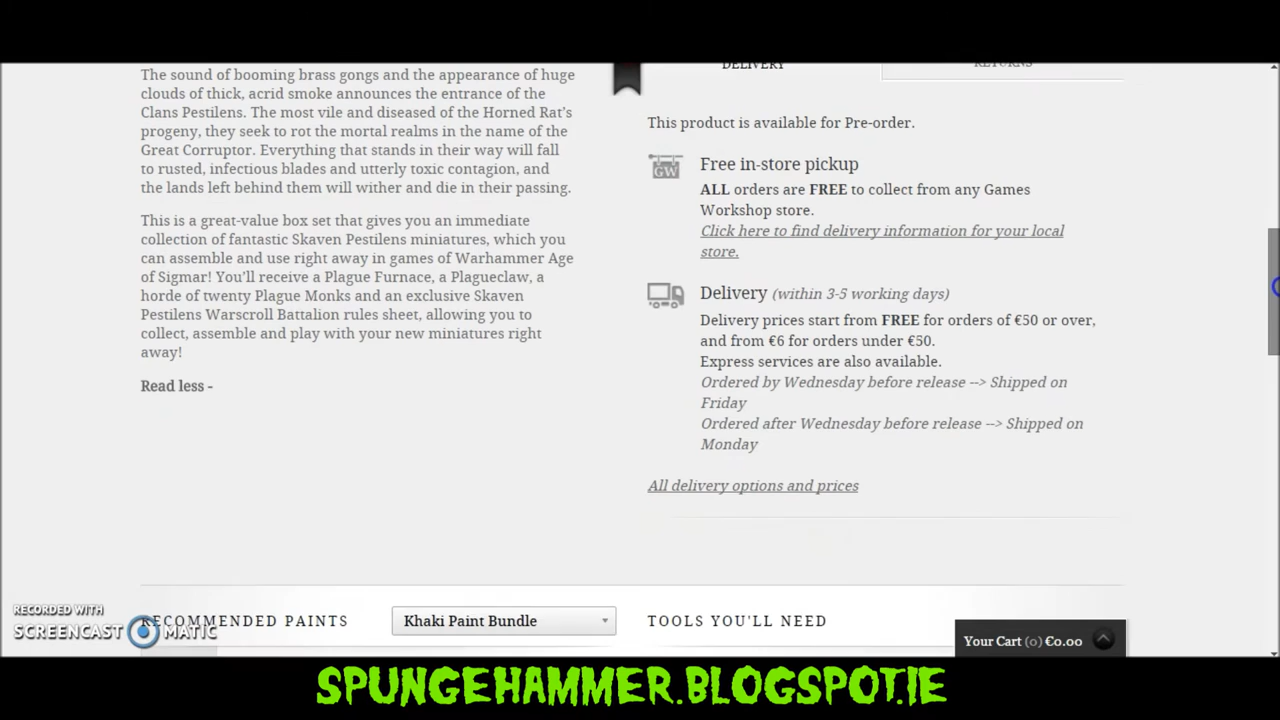 The sound of booming brass gongs and the appearance of huge
clouds of thick, acrid smoke announces the entrance of the
Clans Pestilens. The most vile and diseased of the Horned Rat's
progeny, they seek to rot the mortal realms in the name of the
Great Corruptor. Everything that stands in their way will fall
to rusted, infectious blades and utterly toxic contagion, and
the lands left behind them will wither and die in their passing.
This is a great-value box set that gives you an immediate
collection of fantastic Skaven Pestilens miniatures, which you
can assemble and use right away in games of Warhammer Age
of Sigmar! You'll receive a Plague Furnace, a Plagueclaw, a
horde of twenty Plague Monks and an exclusive Skaven
Pestilens Warscroll Battalion rules sheet, allowing you to
collect, assemble and play with your new miniatures right
away!
Read less -
DELIVERY
RETURNS
This product is available for Pre-order.
GW
Free in-store pickup
ALL orders are FREE to collect from any Games
Workshop store.
Click here to find delivery information for your local
store.
Delivery (within 3-5 working days)
Delivery prices start from FREE for orders of €50 or over,
and from €6 for orders under €50.
Express services are also available.
Ordered by Wednesday before release --> Shipped on
Friday
Ordered after Wednesday before release --> Shipped on
Monday
All delivery options and prices
RECOMMENDED PAINTS
Khaki Paint Bundle
TOOLS YOU'LL NEED
Your Cart (0) €0.00
RECORDED WITH
SCREENCAST MATIC
SPUNGEHAMMER.BLOGSPOT.IE